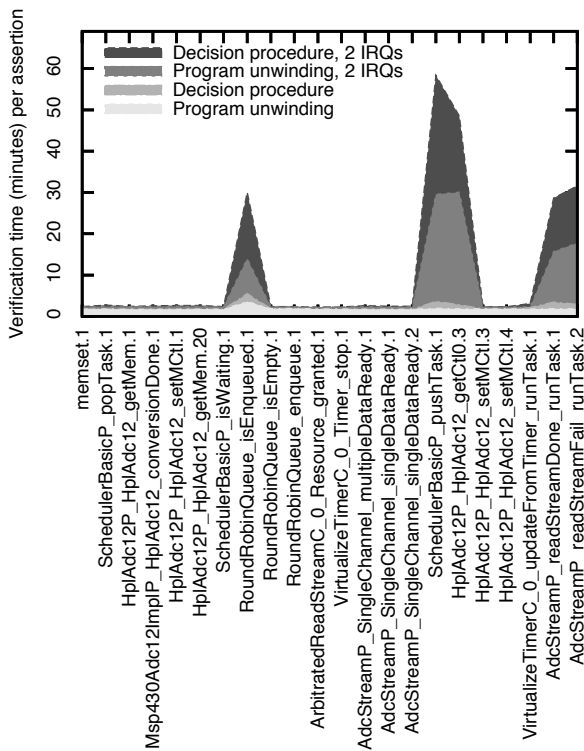 Verification time (minutes) per assertion
60
50
40
30
20
10
0
Decision procedure, 2 IRQs
Program unwinding, 2 IRQs
Decision procedure
Program unwinding
memset.1
SchedulerBasicP_popTask.1
HplAdc12P_HplAdc12_getMem.1
Msp430Adc12ImplP_HplAdc12_conversionDone.1
HplAdc12P_HplAdc12_setMCtl.1
HplAdc12P_HplAdc12_getMem.20
SchedulerBasicP_isWaiting.1
RoundRobinQueue_isEnqueued.1
RoundRobinQueue_isEmpty.1
RoundRobinQueue_enqueue.1
ArbitratedReadStreamC_0_Resource_granted.1
VirtualizeTimerC_0_Timer_stop.1
AdcStreamP_SingleChannel_multipleDataReady.1
AdcStreamP_SingleChannel_singleDataReady.1
AdcStreamP_SingleChannel_singleDataReady.2
SchedulerBasicP_pushTask.1
HplAdc12P_HplAdc12_getCtl0.3
HplAdc12P_HplAdc12_setMCtl.3
HplAdc12P_HplAdc12_setMCtl.4
VirtualizeTimerC_0_updateFromTimer_runTask.1
AdcStreamP_readStreamDone_runTask.1
AdcStreamP_readStreamFail_runTask.2